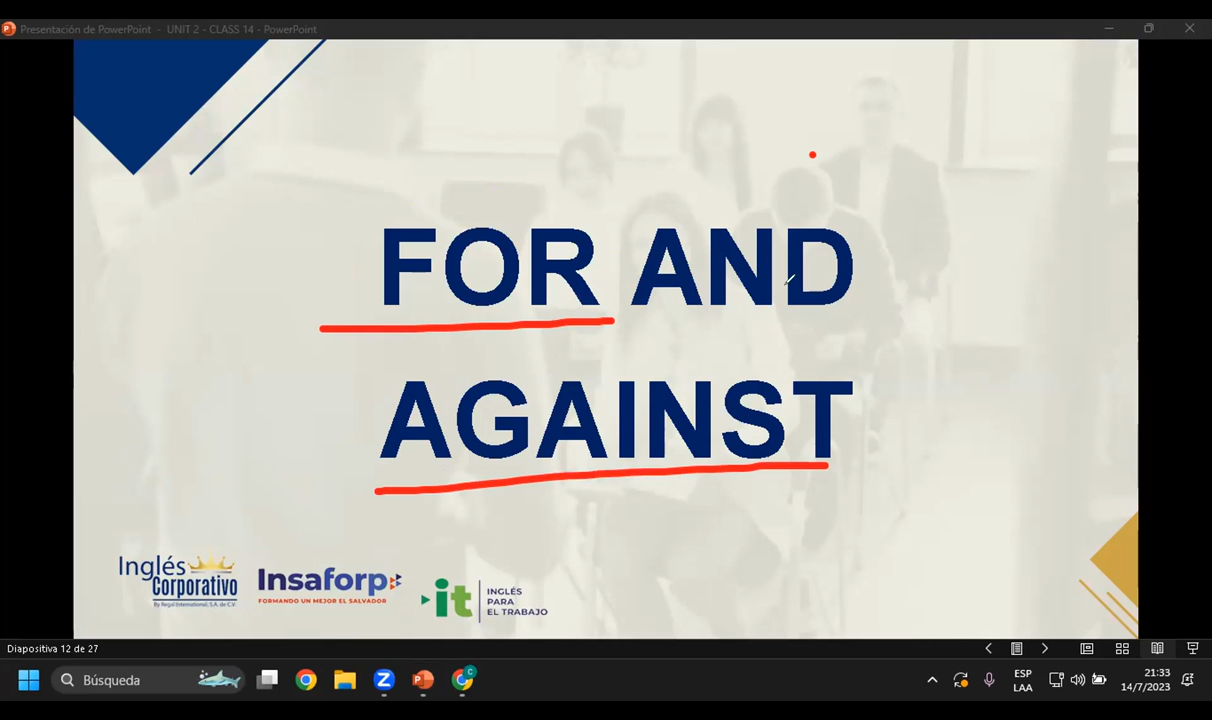 Presentación de PowerPoint - UNIT 2 - CLASS 14 - PowerPoint
FOR AND
AGAINST
Inglés
Corporativo
By Regal International, S.A. de C.V.
Insaforp
FORMANDO UN MEJOR EL SALVADOR
it
INGLÉS
PARA
EL TRABAJO
Diapositiva 12 de 27
Búsqueda
C
ESP
LAA
21:33
14/7/2023